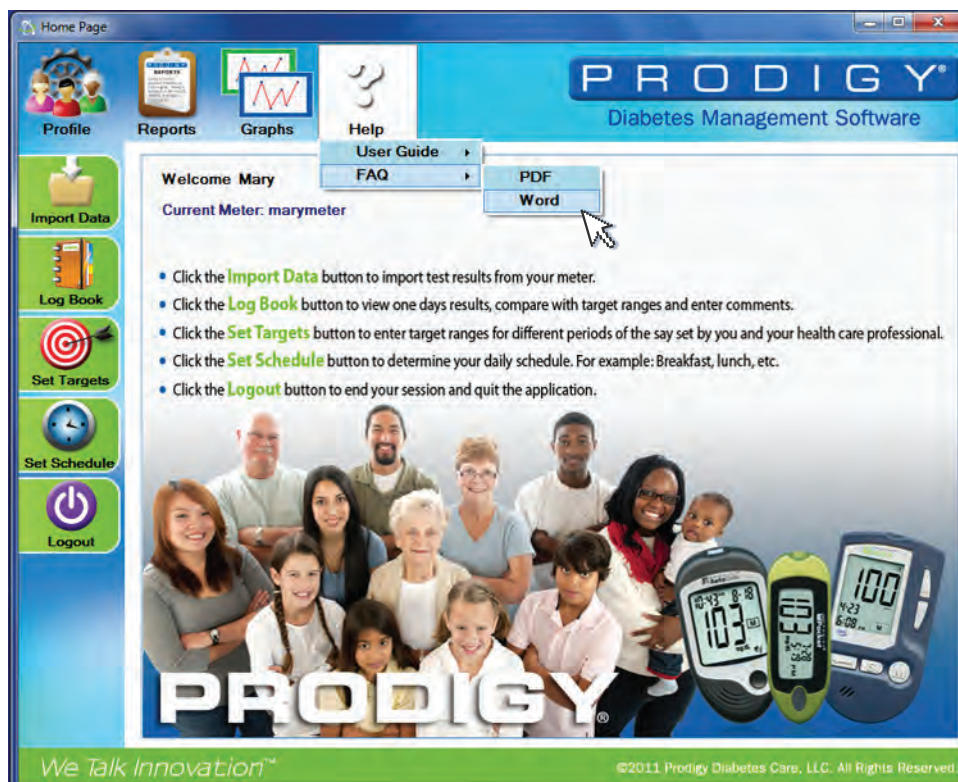 Home Page
PRODIGY®
Diabetes Management Software
Profile
Reports
Graphs
Help
REPORTS
User Guide
FAQ
PDF
Word
Import Data
Log Book
Set Targets
Set Schedule
Logout
Welcome Mary
Current Meter: marymeter
• Click the Import Data button to import test results from your meter.
• Click the Log Book button to view one days results, compare with target ranges and enter comments.
• Click the Set Targets button to enter target ranges for different periods of the say set by you and your health care professional.
• Click the Set Schedule button to determine your daily schedule. For example: Breakfast, lunch, etc.
• Click the Logout button to end your session and quit the application.
103
100
4-23
6:08
PRODIGY®
We Talk Innovation™
©2011 Prodigy Diabetes Care, LLC. All Rights Reserved